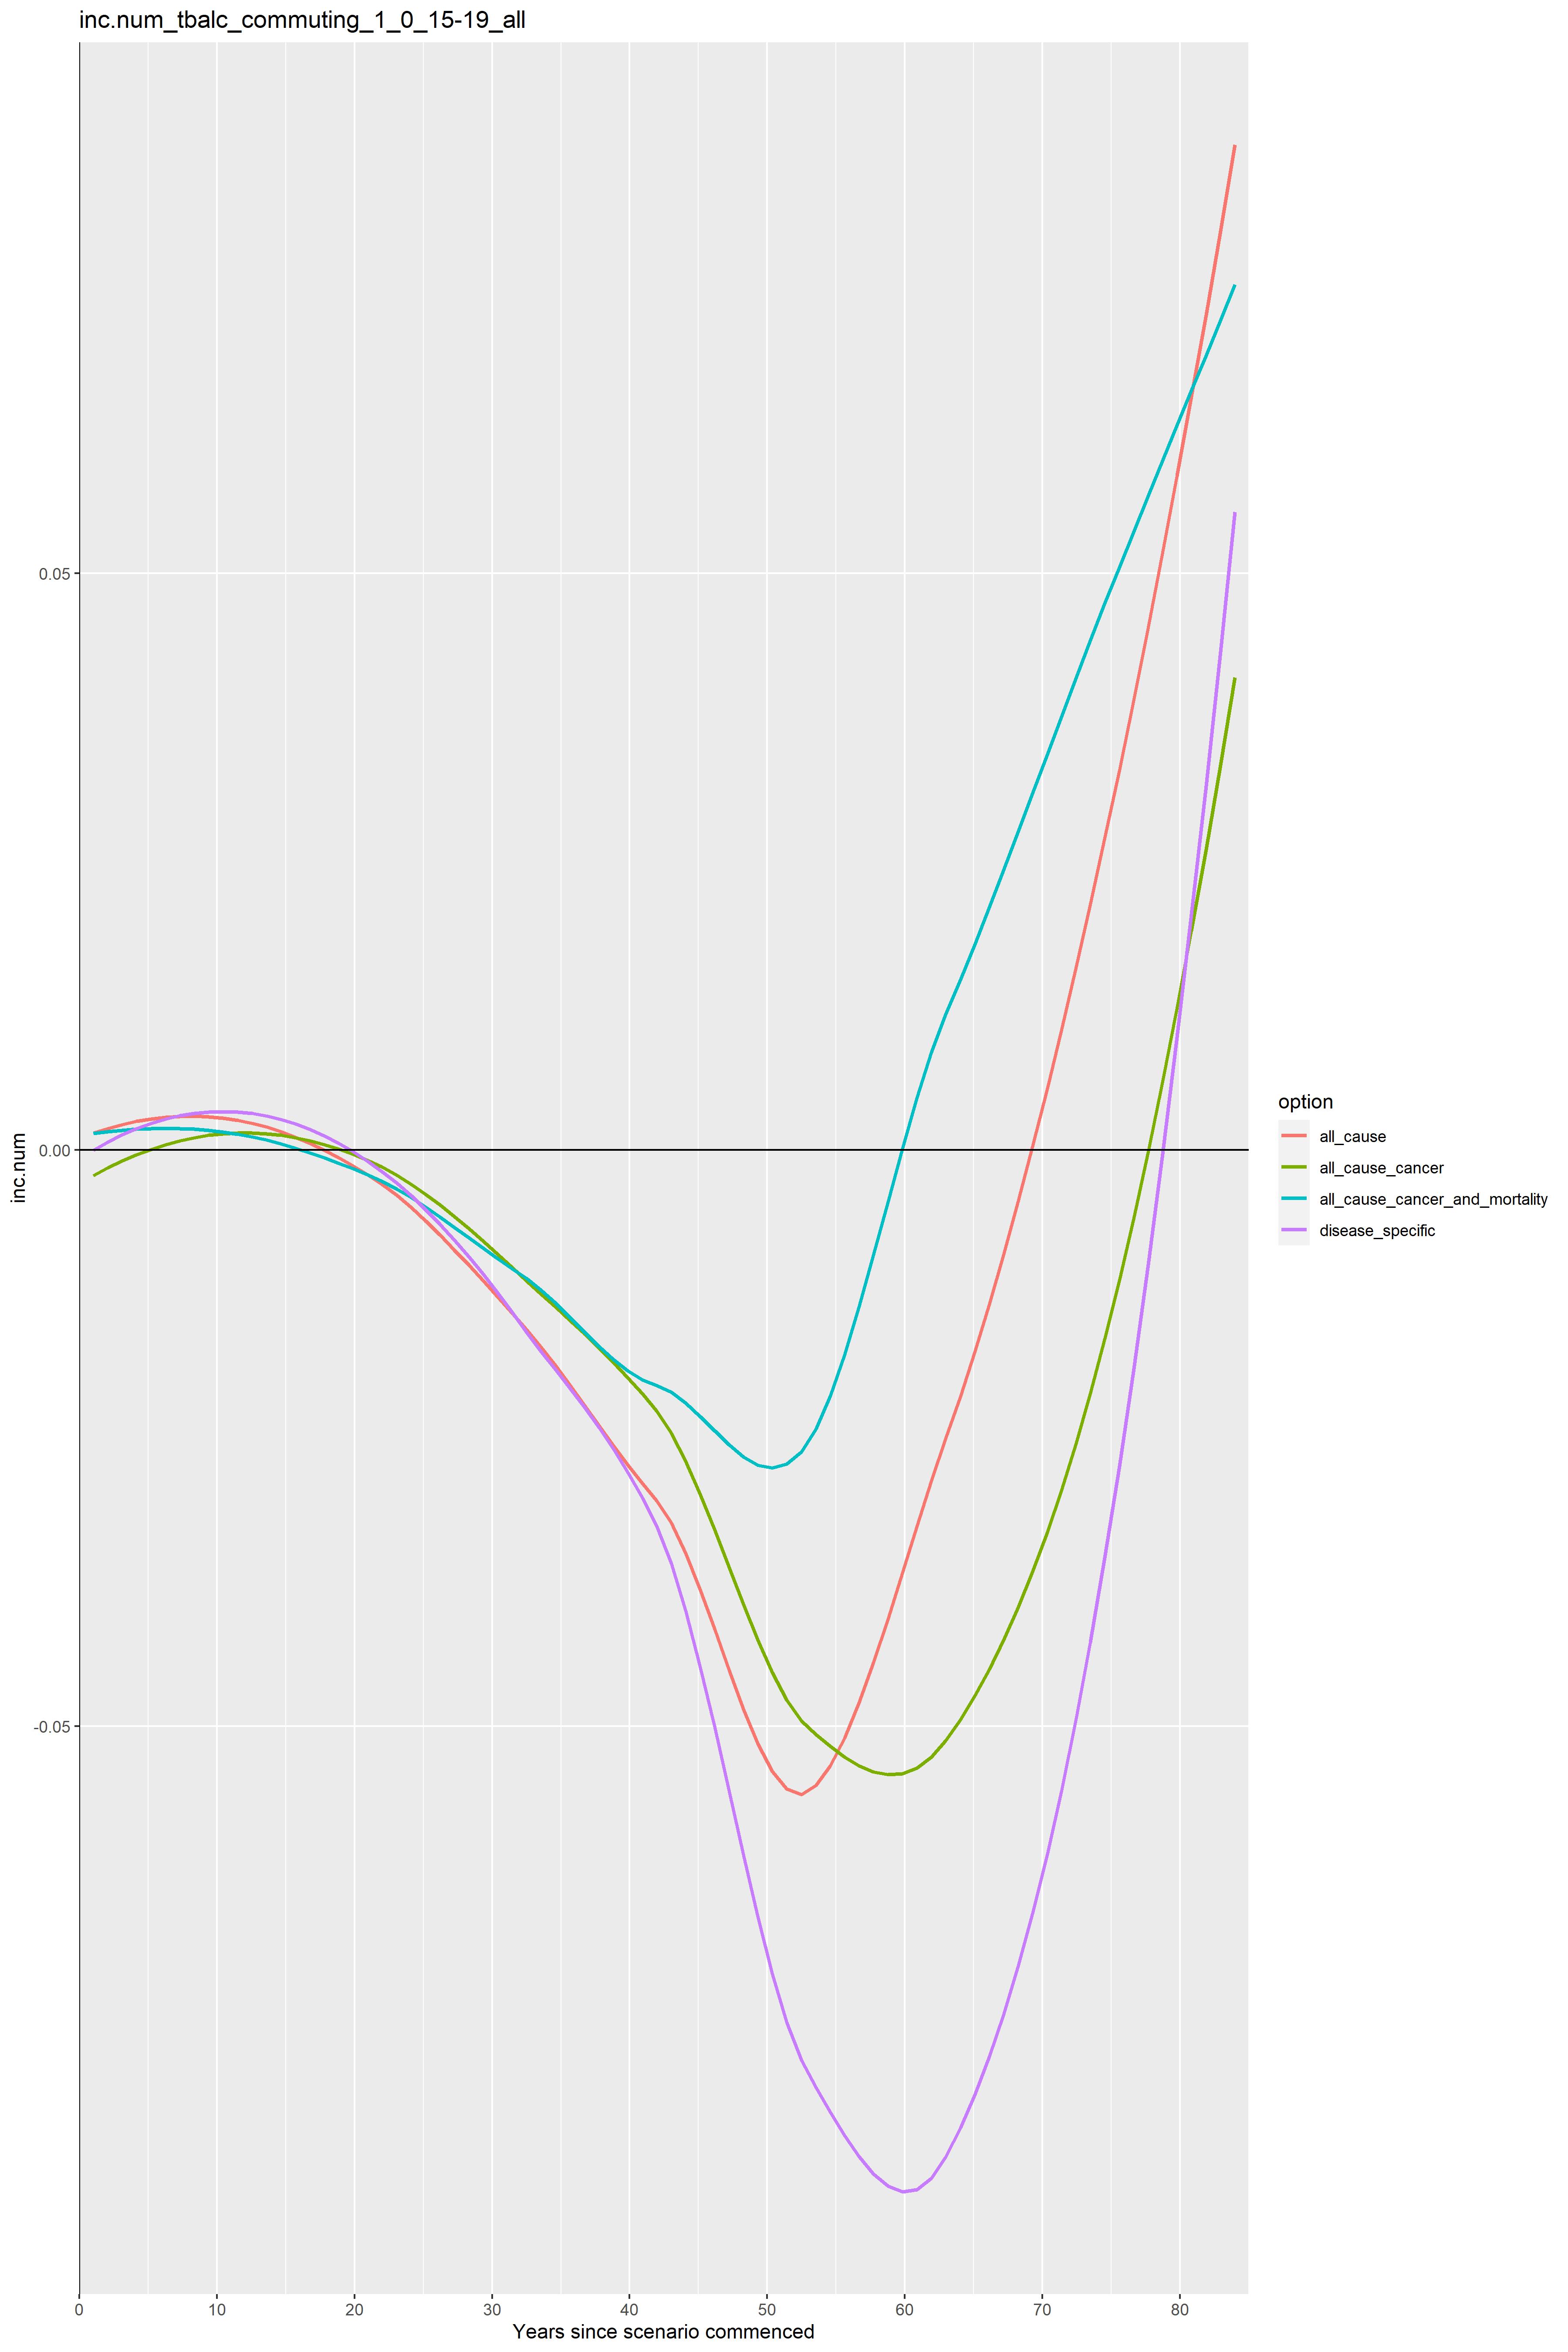 inc.num_tbalc_commuting_1_0_15-19_all
inc.num
0.05
0.00
-0.05
0 10 20 30 40 50 60 70 80
Years since scenario commenced
option
all_cause
all_cause_cancer
all_cause_cancer_and_mortality
disease_specific